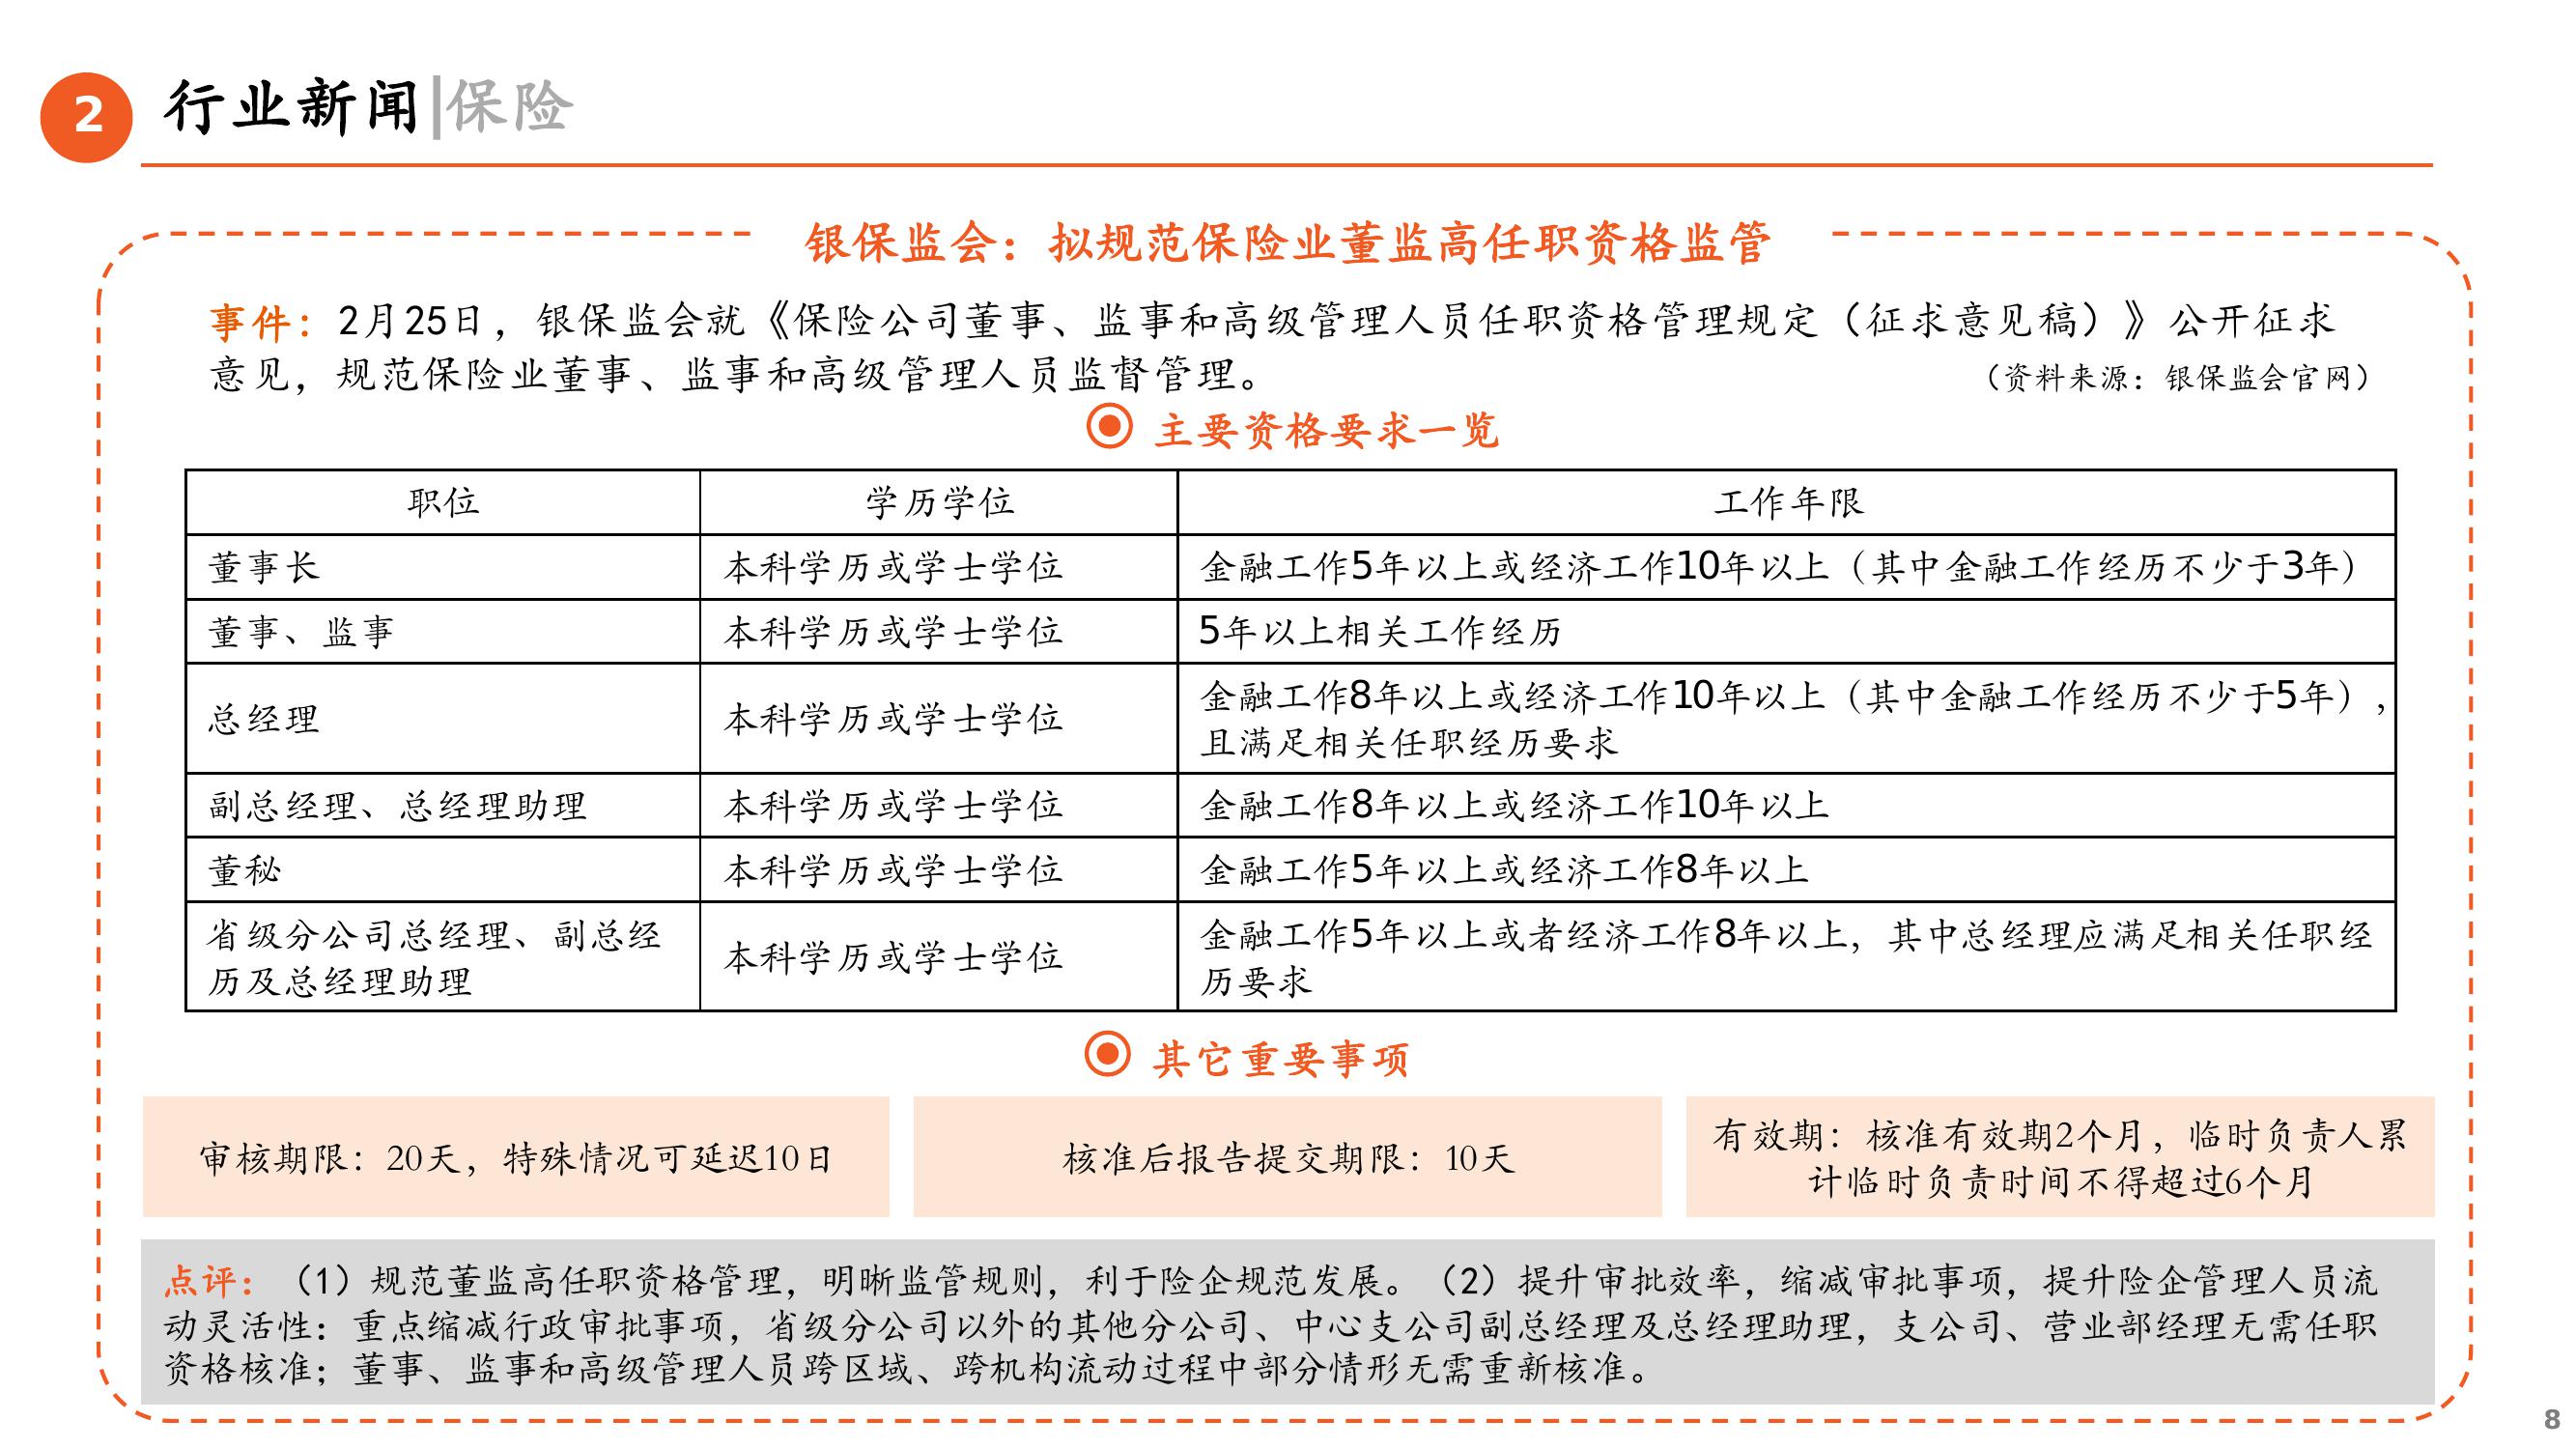 2
行业新闻|保险
银保监会：拟规范保险业董监高任职资格监管
事件：2月25日，银保监会就《保险公司董事、监事和高级管理人员任职资格管理规定（征求意见稿）》公开征求
意见，规范保险业董事、监事和高级管理人员监督管理。
（资料来源：银保监会官网）
主要资格要求一览
职位 学历学位 工作年限
董事长 本科学历或学士学位 金融工作5年以上或经济工作10年以上（其中金融工作经历不少于3年）
董事、监事 本科学历或学士学位 5年以上相关工作经历
总经理 本科学历或学士学位 金融工作8年以上或经济工作10年以上（其中金融工作经历不少于5年），
且满足相关任职经历要求
副总经理、总经理助理 本科学历或学士学位 金融工作8年以上或经济工作10年以上
董秘 本科学历或学士学位 金融工作5年以上或经济工作8年以上
省级分公司总经理、副总经
历及总经理助理
本科学历或学士学位
金融工作5年以上或者经济工作8年以上，其中总经理应满足相关任职经
历要求
其它重要事项
审核期限：20天，特殊情况可延迟10日
核准后报告提交期限：10天
有效期：核准有效期2个月，临时负责人累
计临时负责时间不得超过6个月
点评：（1）规范董监高任职资格管理，明晰监管规则，利于险企规范发展。（2）提升审批效率，缩减审批事项，提升险企管理人员流
动灵活性：重点缩减行政审批事项，省级分公司以外的其他分公司、中心支公司副总经理及总经理助理，支公司、营业部经理无需任职
资格核准；董事、监事和高级管理人员跨区域、跨机构流动过程中部分情形无需重新核准。
8